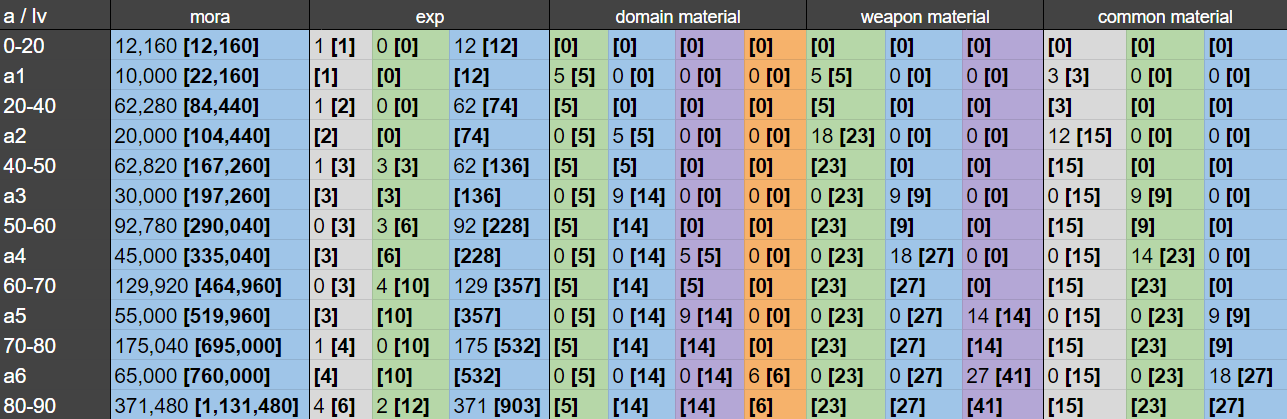 a / lv mora exp domain material weapon material common material
0-20 12,160 [12,160] 1 [1] 0 [0] 12 [12] [0] [0] [0] [0] [0] [0] [0] [0] [0] [0]
a1 10,000 [22,160] [1] [0] [12] 5 [5] 0 [0] 0 [0] 0 [0] 5 [5] 0 [0] 0 [0] 3 [3] 0 [0] 0 [0]
20-40 62,280 [84,440] 1 [2] 0 [0] 62 [74] [5] [0] [0] [0] [5] [0] [0] [3] [0] [0]
a2 20,000 [104,440] [2] [0] [74] 0 [5] 5 [5] 0 [0] 0 [0] 18 [23] 0 [0] 0 [0] 12 [15] 0 [0] 0 [0]
40-50 62,820 [167,260] 1 [3] 3 [3] 62 [136] [5] [5] [0] [0] [23] [0] [0] [15] [0] [0]
a3 30,000 [197,260] [3] [3] [136] 0 [5] 9 [14] 0 [0] 0 [0] 0 [23] 9 [9] 0 [0] 0 [15] 9 [9] 0 [0]
50-60 92,780 [290,040] 0 [3] 3 [6] 92 [228] [5] [14] [0] [0] [23] [9] [0] [15] [9] [0]
a4 45,000 [335,040] [3] [6] [228] 0 [5] 0 [14] 5 [5] 0 [0] 0 [23] 18 [27] 0 [0] 0 [15] 14 [23] 0 [0]
60-70 129,920 [464,960] 0 [3] 4 [10] 129 [357] [5] [14] [5] [0] [23] [27] [0] [15] [23] [0]
a5 55,000 [519,960] [3] [10] [357] 0 [5] 0 [14] 9 [14] 0 [0] 0 [23] 0 [27] 14 [14] 0 [15] 0 [23] 9 [9]
70-80 175,040 [695,000] 1 [4] 0 [10] 175 [532] [5] [14] [14] [0] [23] [27] [14] [15] [23] [9]
a6 65,000 [760,000] [4] [10] [532] 0 [5] 0 [14] 0 [14] 6 [6] 0 [23] 0 [27] 27 [41] 0 [15] 0 [23] 18 [27]
80-90 371,480 [1,131,480] 4 [6] 2 [12] 371 [903] [5] [14] [14] [6] [23] [27] [41] [15] [23] [27]